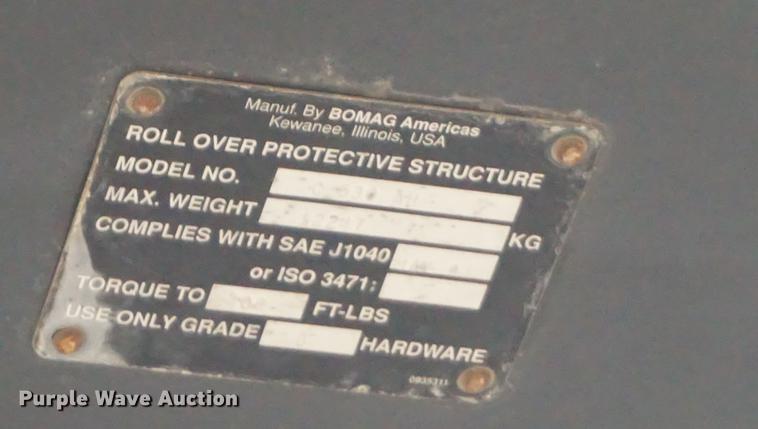 Manuf. By BOMAG Americas
Kewanee, Illinois, USA
ROLL OVER PROTECTIVE STRUCTURE
MODEL NO.
MAX. WEIGHT KG
COMPLIES WITH SAE J1040
or ISO 3471:
TORQUE TO FT-LBS
USE ONLY GRADE HARDWARE
Purple Wave Auction